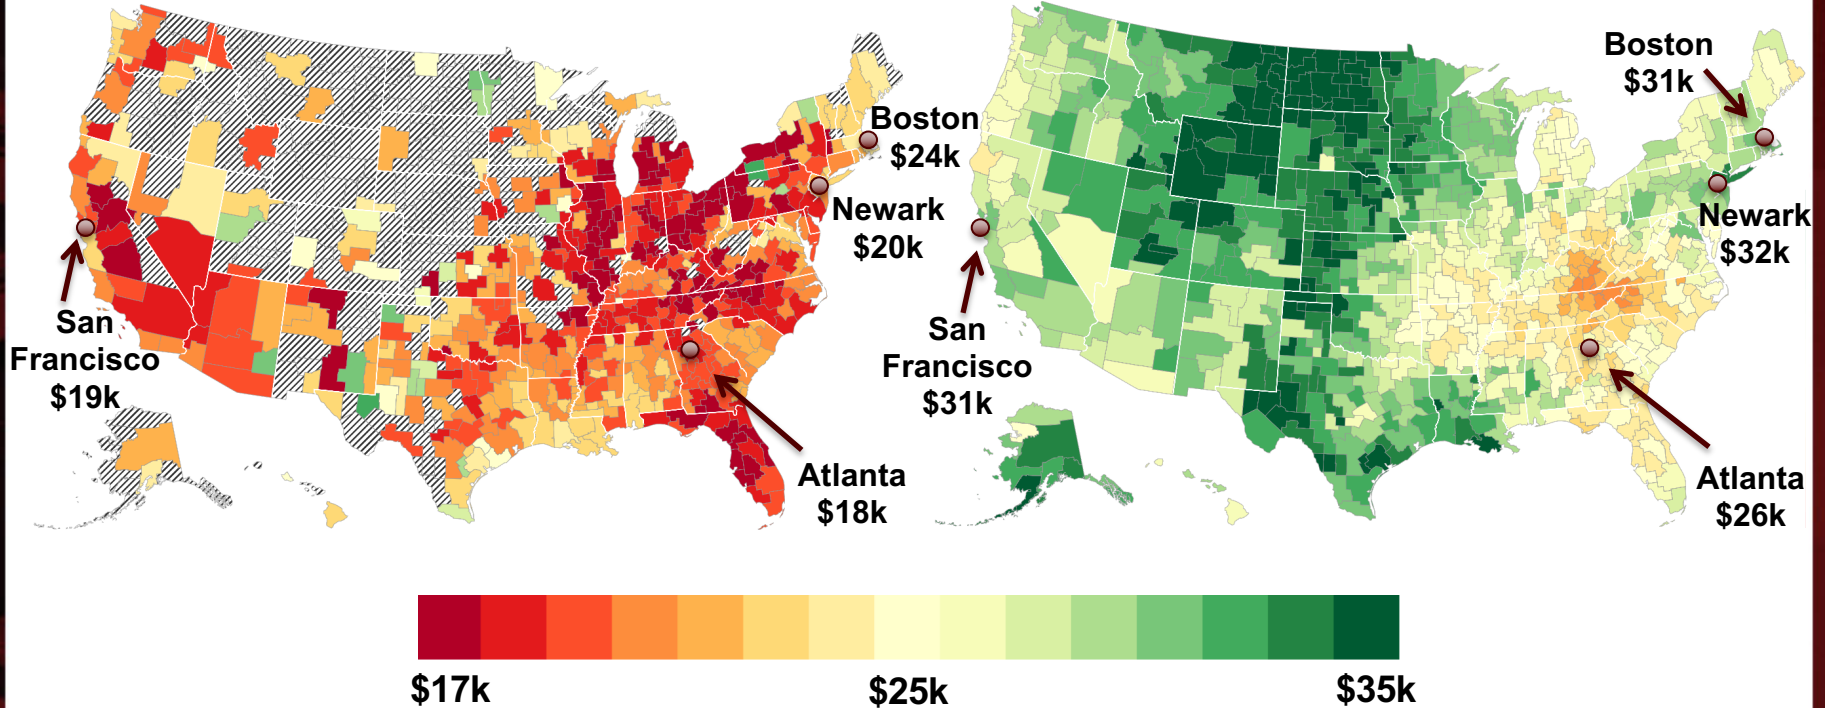 Boston
$24k
Newark
$20k
San
Francisco
$19k
Atlanta
$18k
Boston
$31k
Newark
$32k
San
Francisco
$31k
Atlanta
$26k
$17k
$25k
$35k